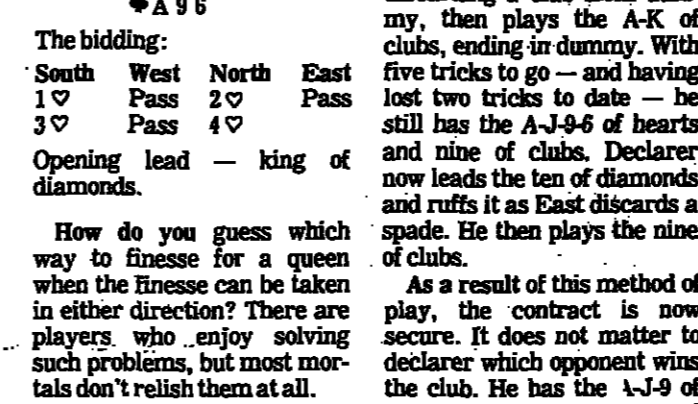 ♣A 9 6
The bidding:
South West North East
1♡ Pass 2♡ Pass
3♡ Pass 4♡
Opening lead — king of
diamonds.
How do you guess which
way to finesse for a queen
when the finesse can be taken
in either direction? There are
players who enjoy solving
such problems, but most mor-
tals don't relish them at all.
my, then plays the A-K of
clubs, ending in dummy. With
five tricks to go — and having
lost two tricks to date — he
still has the A-J-9-6 of hearts
and nine of clubs. Declarer
now leads the ten of diamonds
and ruffs it as East discards a
spade. He then plays the nine
of clubs.
As a result of this method of
play, the contract is now
secure. It does not matter to
declarer which opponent wins
the club. He has the A-J-9 of